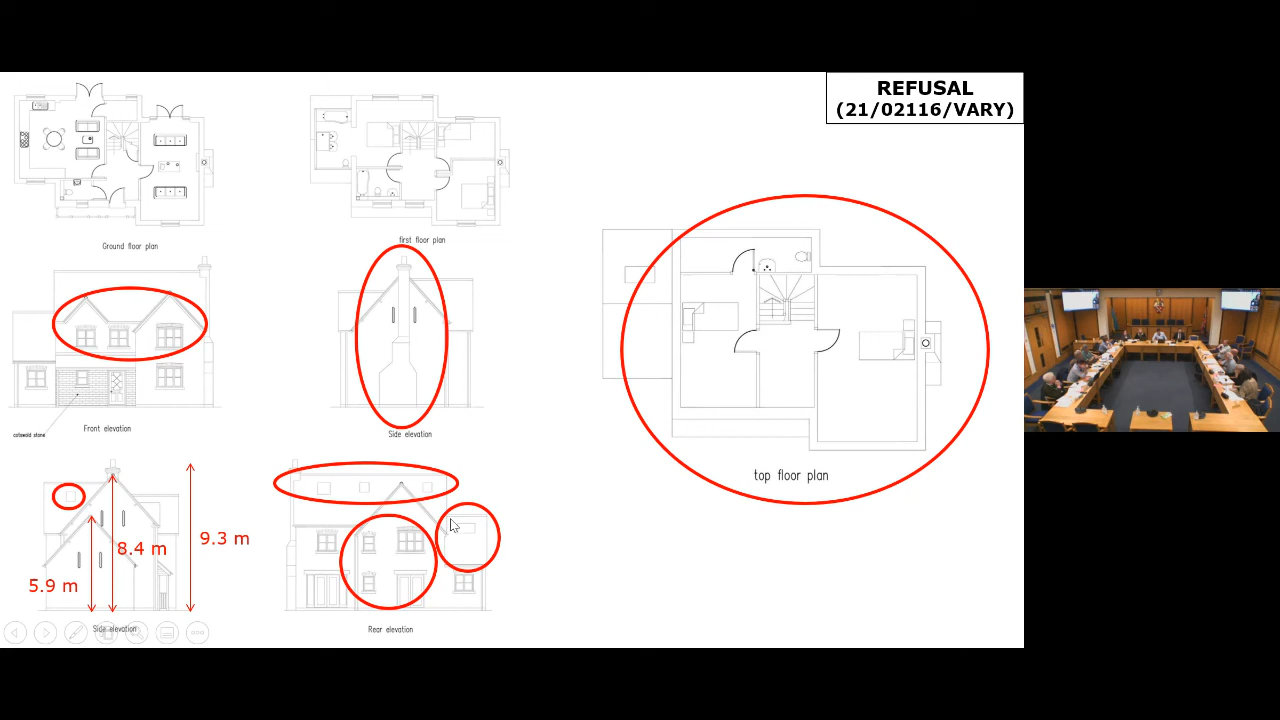 REFUSAL
(21/02116/VARY)
Ground floor plan
first floor plan
top floor plan
cotswold stone
Front elevation
Side elevation
5.9 m
8.4 m
9.3 m
Side elevation
Rear elevation